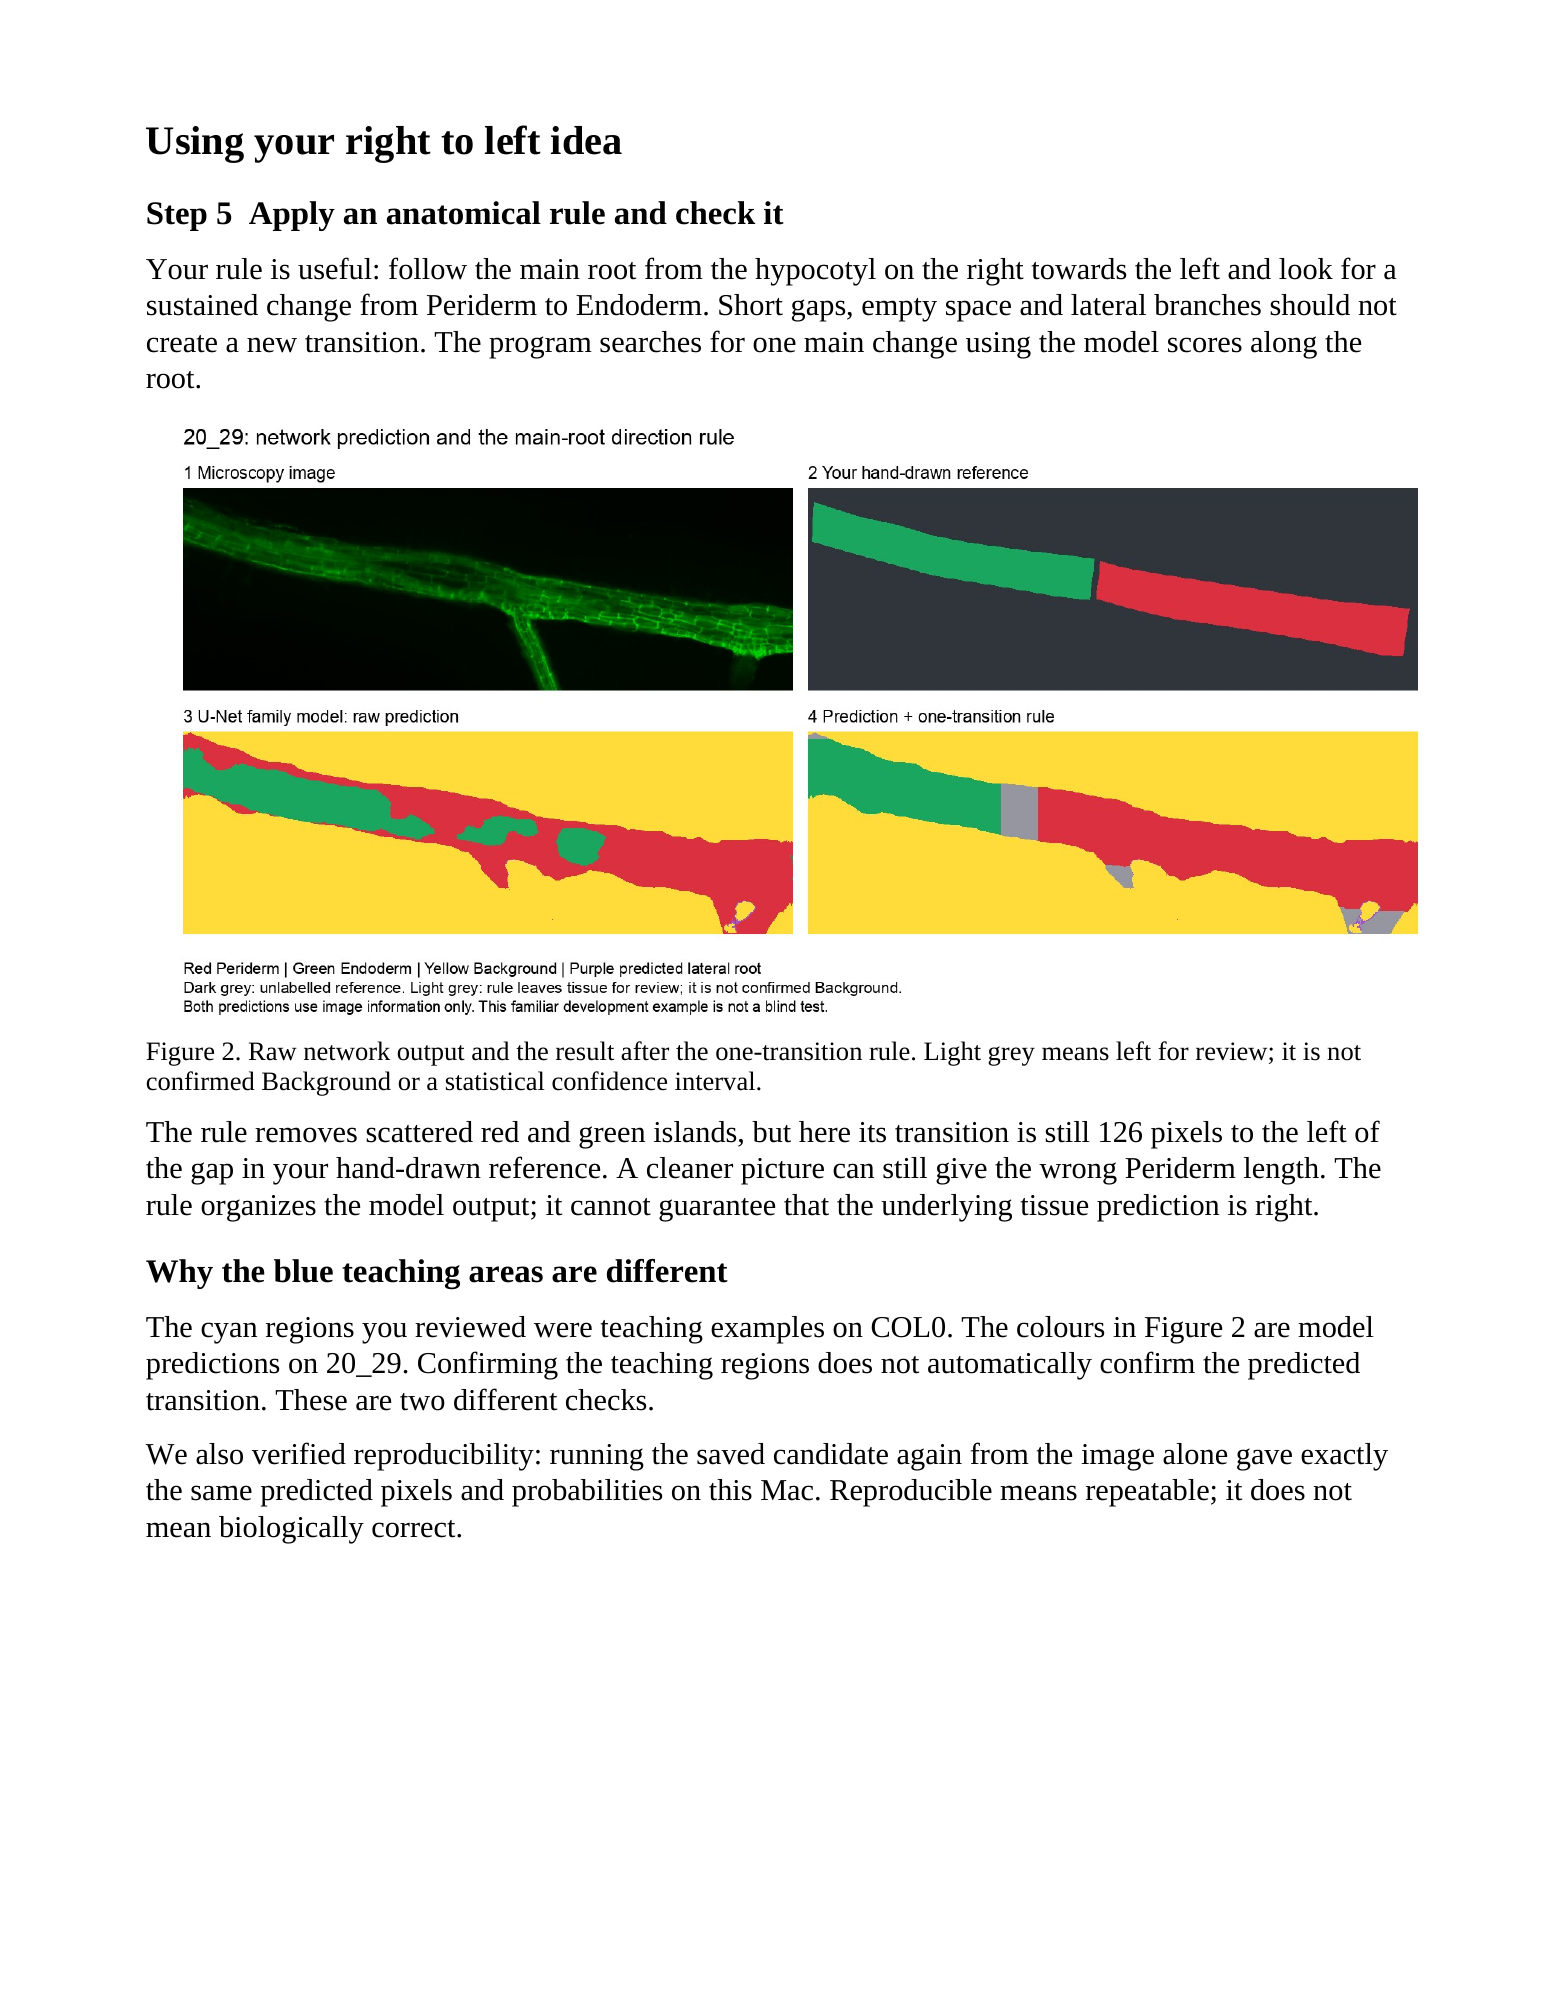 Using your right to left idea
Step 5  Apply an anatomical rule and check it
Your rule is useful: follow the main root from the hypocotyl on the right towards the left and look for a
sustained change from Periderm to Endoderm. Short gaps, empty space and lateral branches should not
create a new transition. The program searches for one main change using the model scores along the
root.
20_29: network prediction and the main-root direction rule
1 Microscopy image
2 Your hand-drawn reference
3 U-Net family model: raw prediction
4 Prediction + one-transition rule
Red Periderm | Green Endoderm | Yellow Background | Purple predicted lateral root
Dark grey: unlabelled reference. Light grey: rule leaves tissue for review; it is not confirmed Background.
Both predictions use image information only. This familiar development example is not a blind test.
Figure 2. Raw network output and the result after the one-transition rule. Light grey means left for review; it is not
confirmed Background or a statistical confidence interval.
The rule removes scattered red and green islands, but here its transition is still 126 pixels to the left of
the gap in your hand-drawn reference. A cleaner picture can still give the wrong Periderm length. The
rule organizes the model output; it cannot guarantee that the underlying tissue prediction is right.
Why the blue teaching areas are different
The cyan regions you reviewed were teaching examples on COL0. The colours in Figure 2 are model
predictions on 20_29. Confirming the teaching regions does not automatically confirm the predicted
transition. These are two different checks.
We also verified reproducibility: running the saved candidate again from the image alone gave exactly
the same predicted pixels and probabilities on this Mac. Reproducible means repeatable; it does not
mean biologically correct.